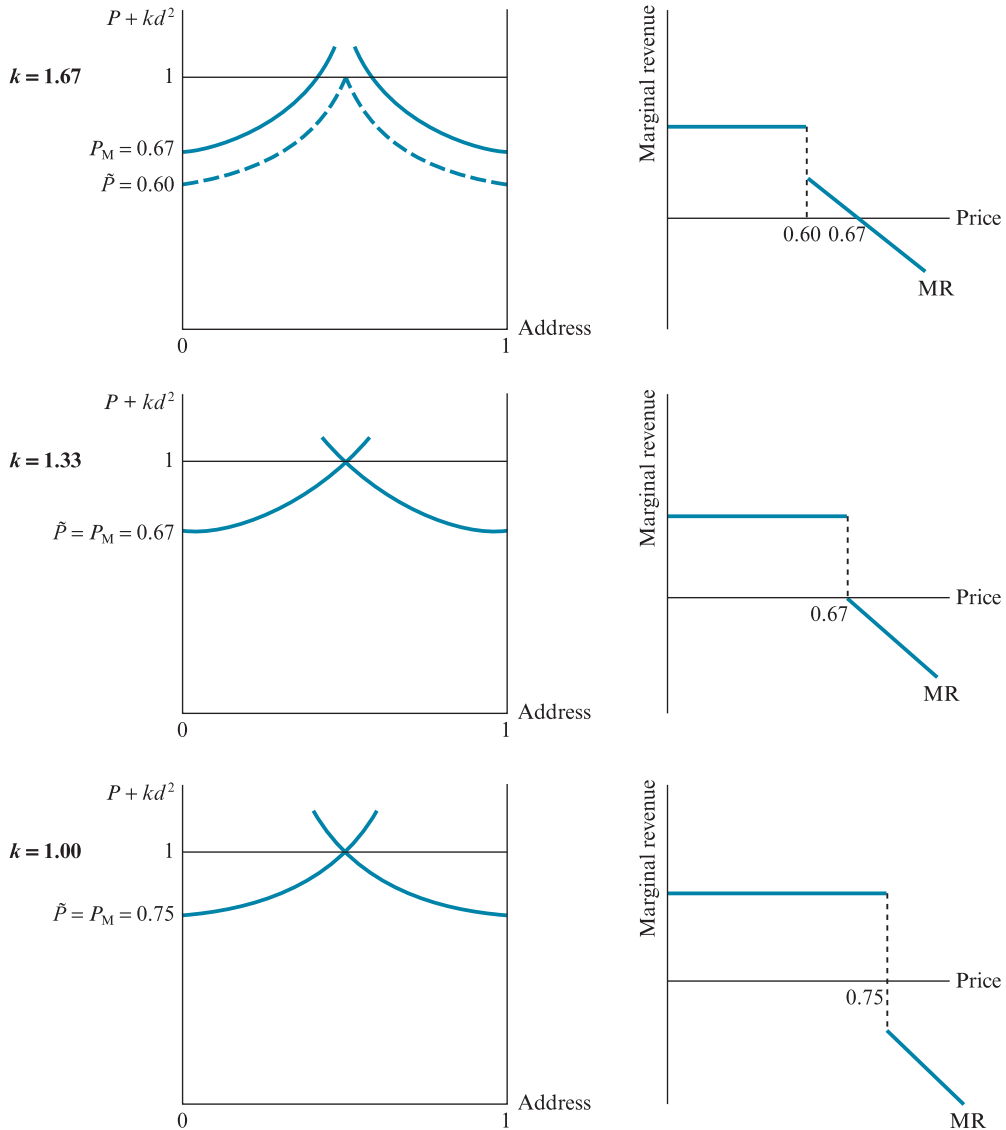 P + kd²
k = 1.67
1
P_M = 0.67
P̃ = 0.60
Address
0
1
Marginal revenue
Price
0.60 0.67
MR
P + kd²
k = 1.33
1
P̃ = P_M = 0.67
Address
0
1
Marginal revenue
Price
0.67
MR
P + kd²
k = 1.00
1
P̃ = P_M = 0.75
Address
0
1
Marginal revenue
Price
0.75
MR